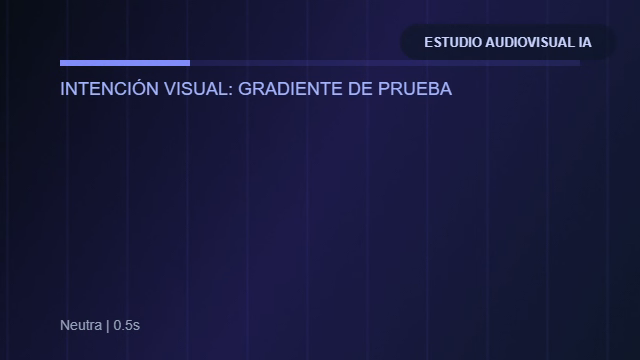 ESTUDIO AUDIOVISUAL IA
INTENCIÓN VISUAL: GRADIENTE DE PRUEBA
Neutra | 0.5s